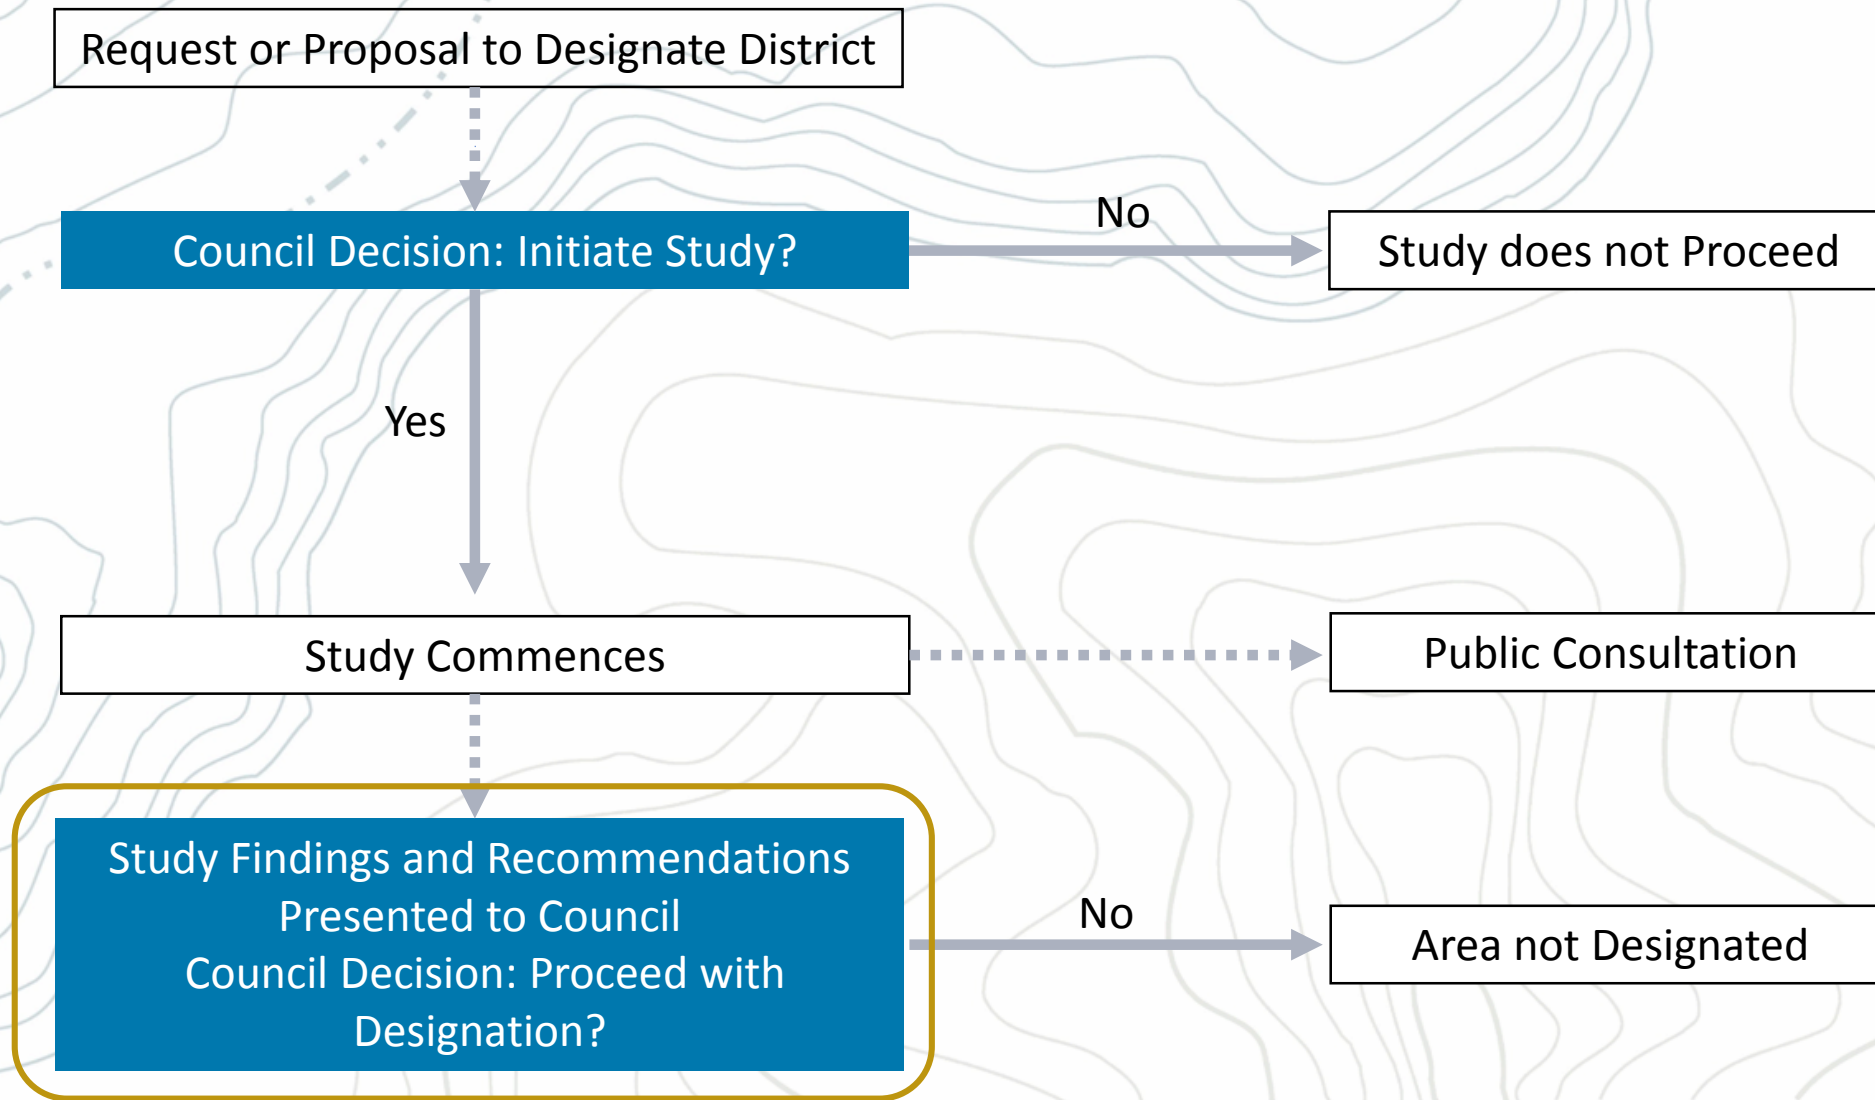 Request or Proposal to Designate District
Council Decision: Initiate Study?
No
Study does not Proceed
Yes
Study Commences
Public Consultation
Study Findings and Recommendations
Presented to Council
Council Decision: Proceed with
Designation?
No
Area not Designated